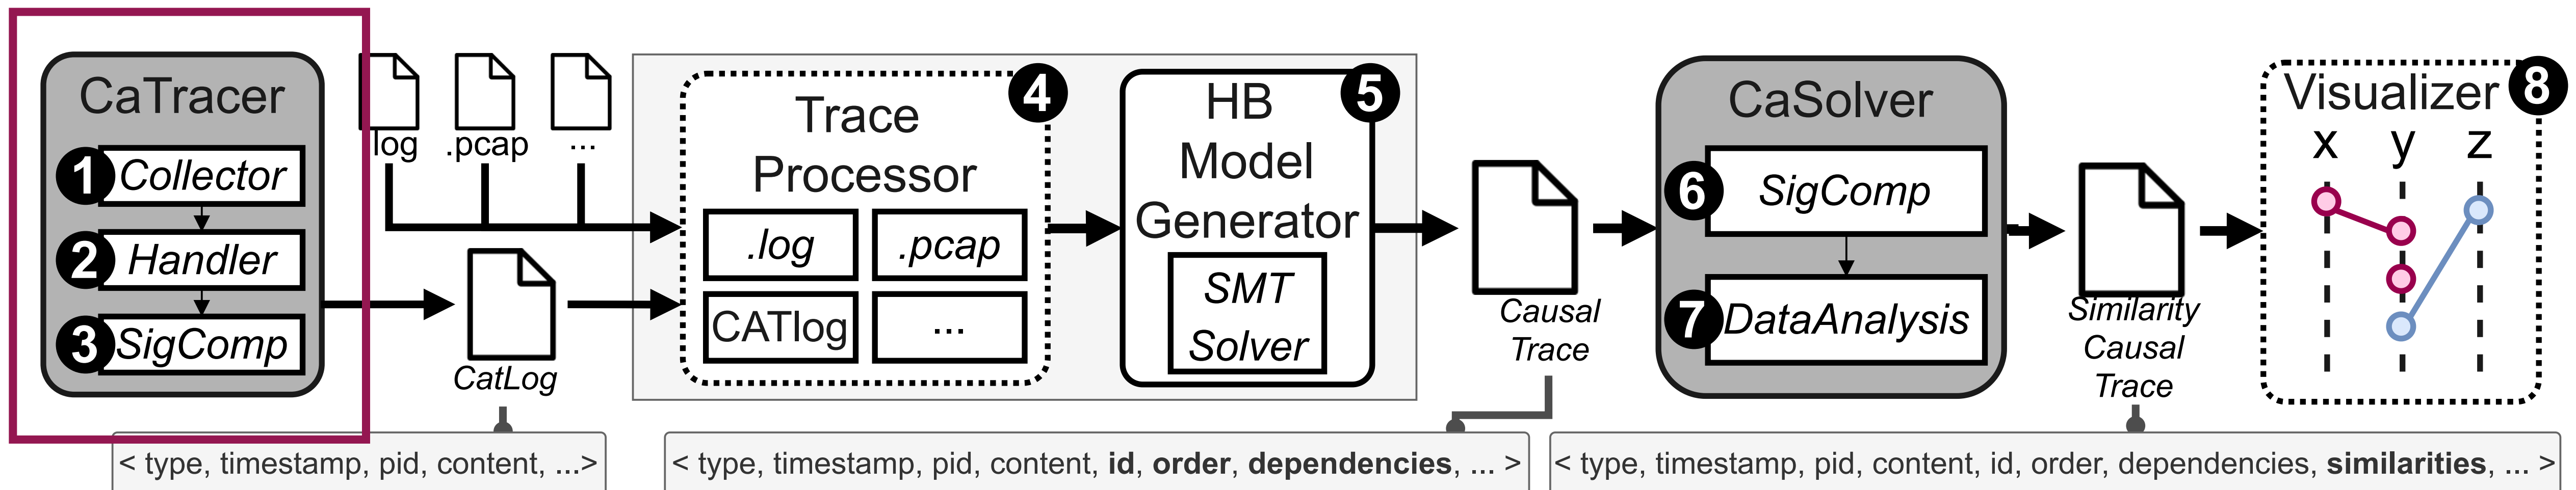 CaTracer
1 Collector
2 Handler
3 SigComp
log
.pcap
...
CatLog
< type, timestamp, pid, content, ...>
4
Trace
Processor
.log
.pcap
CATlog
...
5
HB
Model
Generator
SMT
Solver
Causal
Trace
< type, timestamp, pid, content, id, order, dependencies, ... >
CaSolver
6 SigComp
7 DataAnalysis
Similarity
Causal
Trace
< type, timestamp, pid, content, id, order, dependencies, similarities, ... >
Visualizer 8
x y z